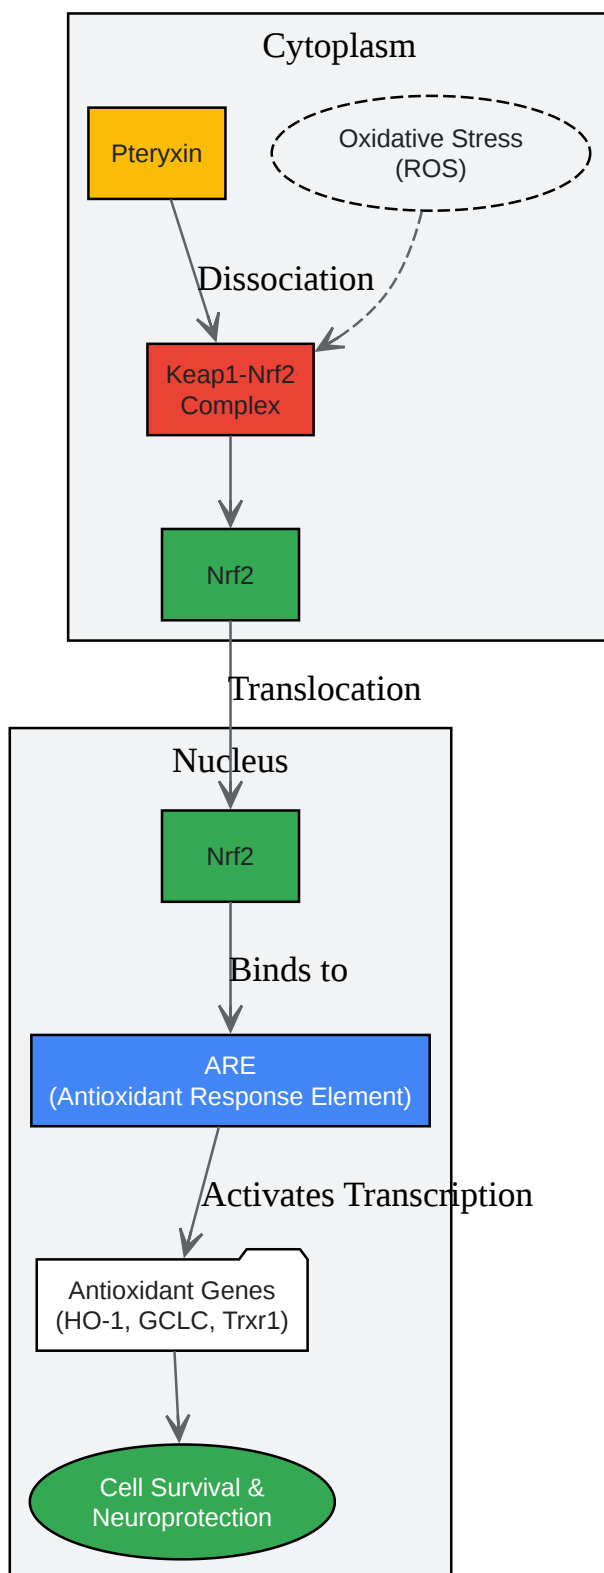 Cytoplasm
Pteryxin
Oxidative Stress
(ROS)
Dissociation
Keap1-Nrf2
Complex
Nrf2
Translocation
Nucleus
Nrf2
Binds to
ARE
(Antioxidant Response Element)
Activates Transcription
Antioxidant Genes
(HO-1, GCLC, Trxr1)
Cell Survival &
Neuroprotection